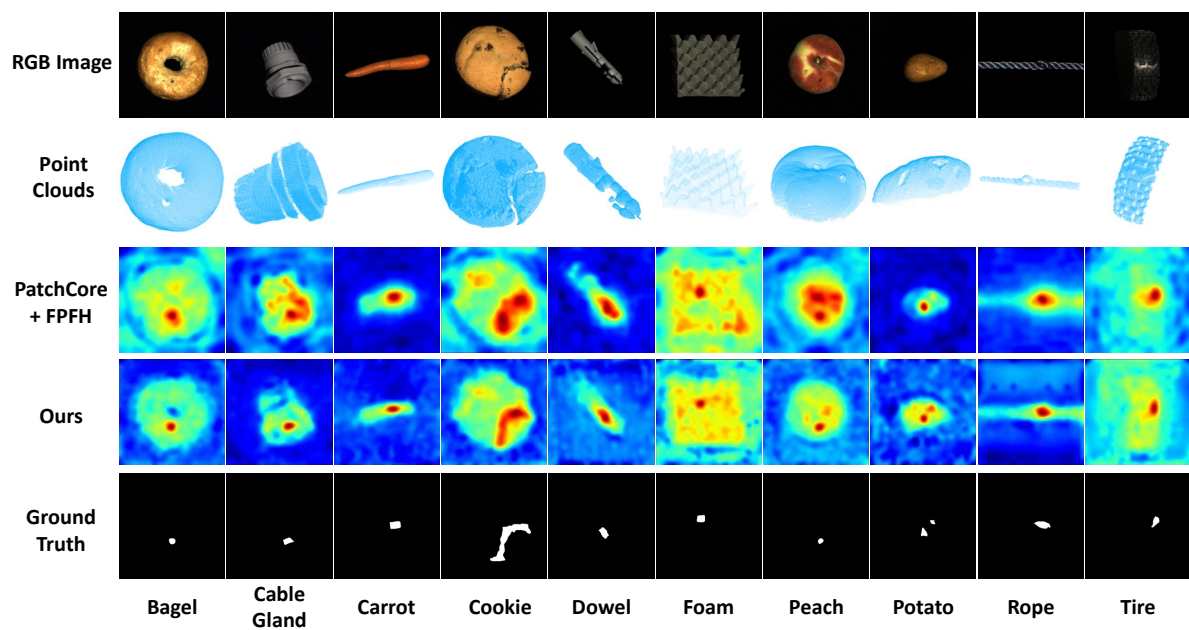 RGB Image
Point
Clouds
PatchCore
+ FPFH
Ours
Ground
Truth
Bagel
Cable
Gland
Carrot
Cookie
Dowel
Foam
Peach
Potato
Rope
Tire